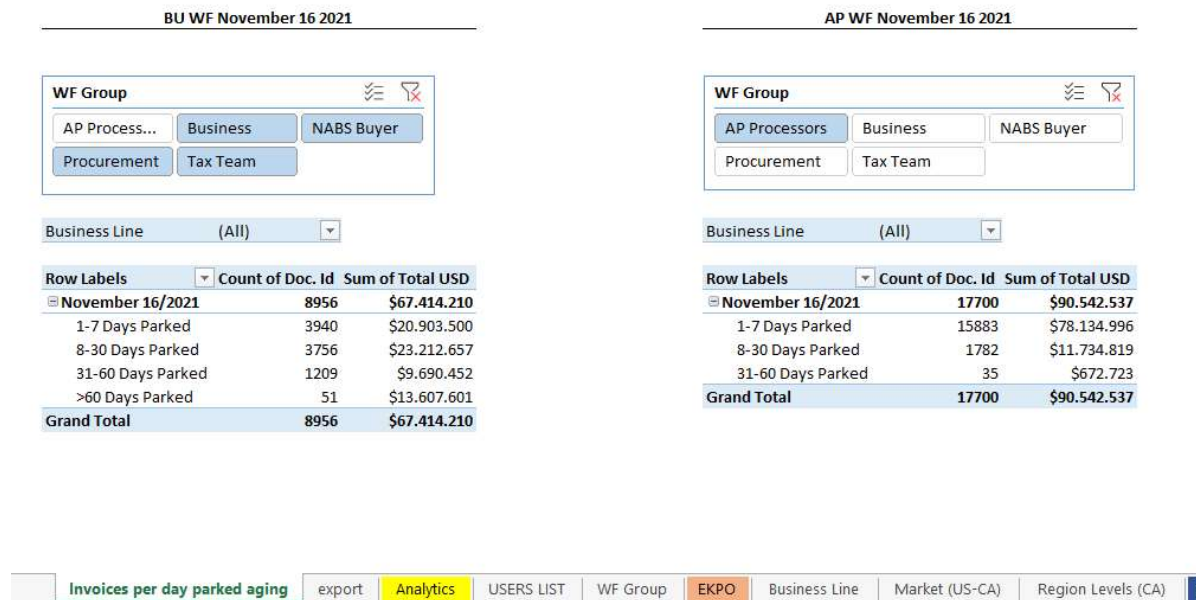 BU WF November 16 2021
WF Group
AP Process... Business NABS Buyer
Procurement Tax Team
Business Line (All)
Row Labels Count of Doc. Id Sum of Total USD
November 16/2021 8956 $67.414.210
1-7 Days Parked 3940 $20.903.500
8-30 Days Parked 3756 $23.212.657
31-60 Days Parked 1209 $9.690.452
>60 Days Parked 51 $13.607.601
Grand Total 8956 $67.414.210
AP WF November 16 2021
WF Group
AP Processors Business NABS Buyer
Procurement Tax Team
Business Line (All)
Row Labels Count of Doc. Id Sum of Total USD
November 16/2021 17700 $90.542.537
1-7 Days Parked 15883 $78.134.996
8-30 Days Parked 1782 $11.734.819
31-60 Days Parked 35 $672.723
Grand Total 17700 $90.542.537
Invoices per day parked aging export Analytics USERS LIST WF Group EKPO Business Line Market (US-CA) Region Levels (CA)